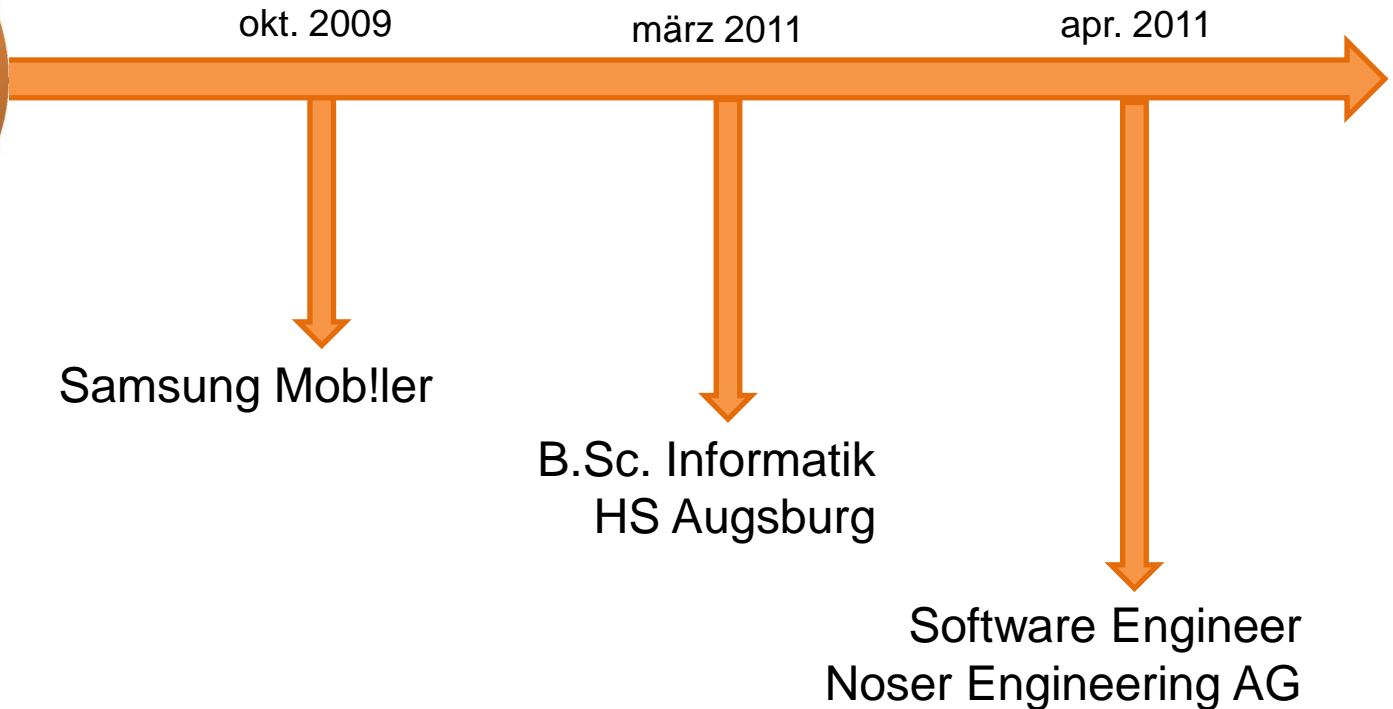 okt. 2009
märz 2011
apr. 2011
Samsung Mob!ler
B.Sc. Informatik
HS Augsburg
Software Engineer
Noser Engineering AG